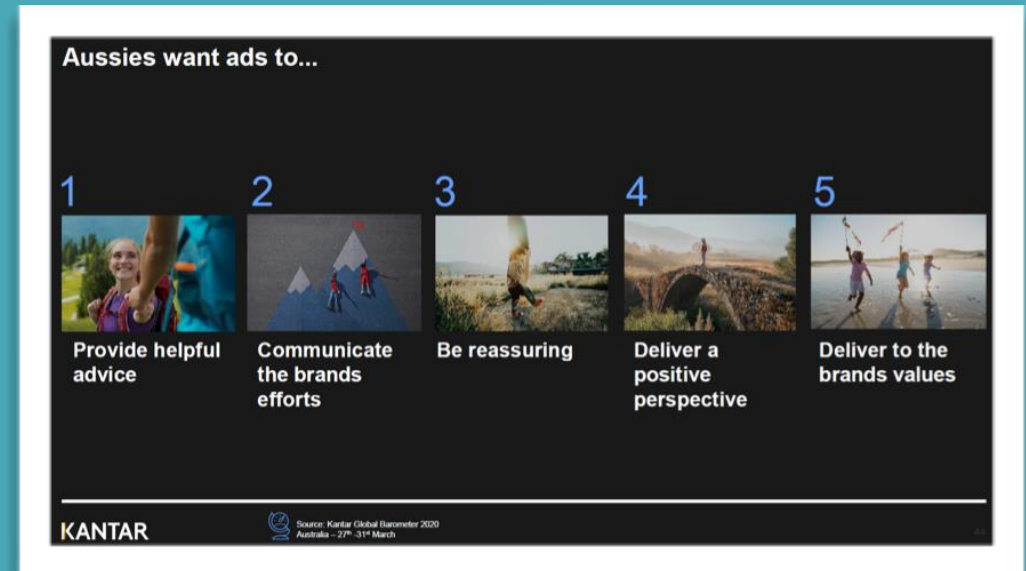 Aussies want ads to...
1
2
3
4
5
Provide helpful
advice
Communicate
the brands
efforts
Be reassuring
Deliver a
positive
perspective
Deliver to the
brands values
KANTAR
Source: Kantar Global Barometer 2020
Australia – 27th -31st March